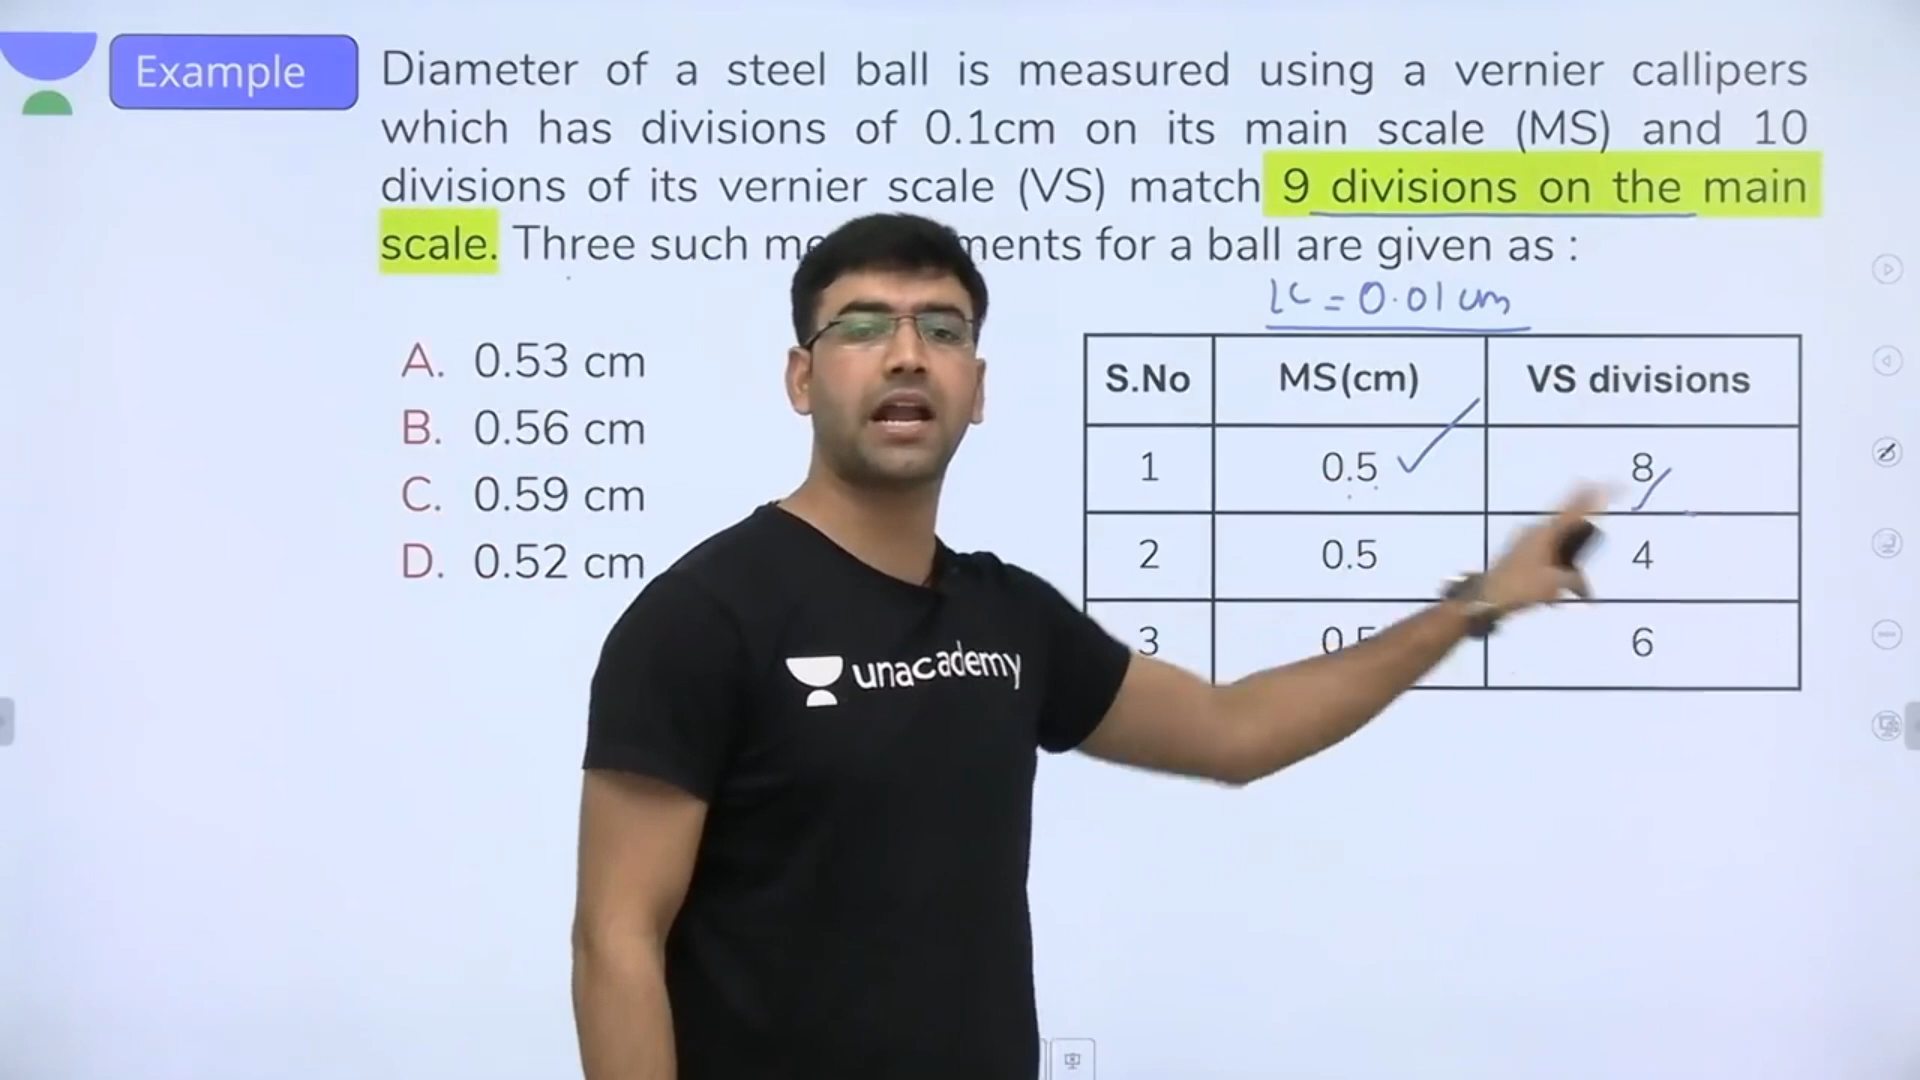 Example
Diameter of a steel ball is measured using a vernier callipers
which has divisions of 0.1cm on its main scale (MS) and 10
divisions of its vernier scale (VS) match 9 divisions on the main
scale. Three such ments for a ball are given as :
LC = 0.01 cm
A. 0.53 cm
B. 0.56 cm
C. 0.59 cm
D. 0.52 cm
S.No MS(cm) VS divisions
1 0.5 8
2 0.5 4
3 6
unacademy